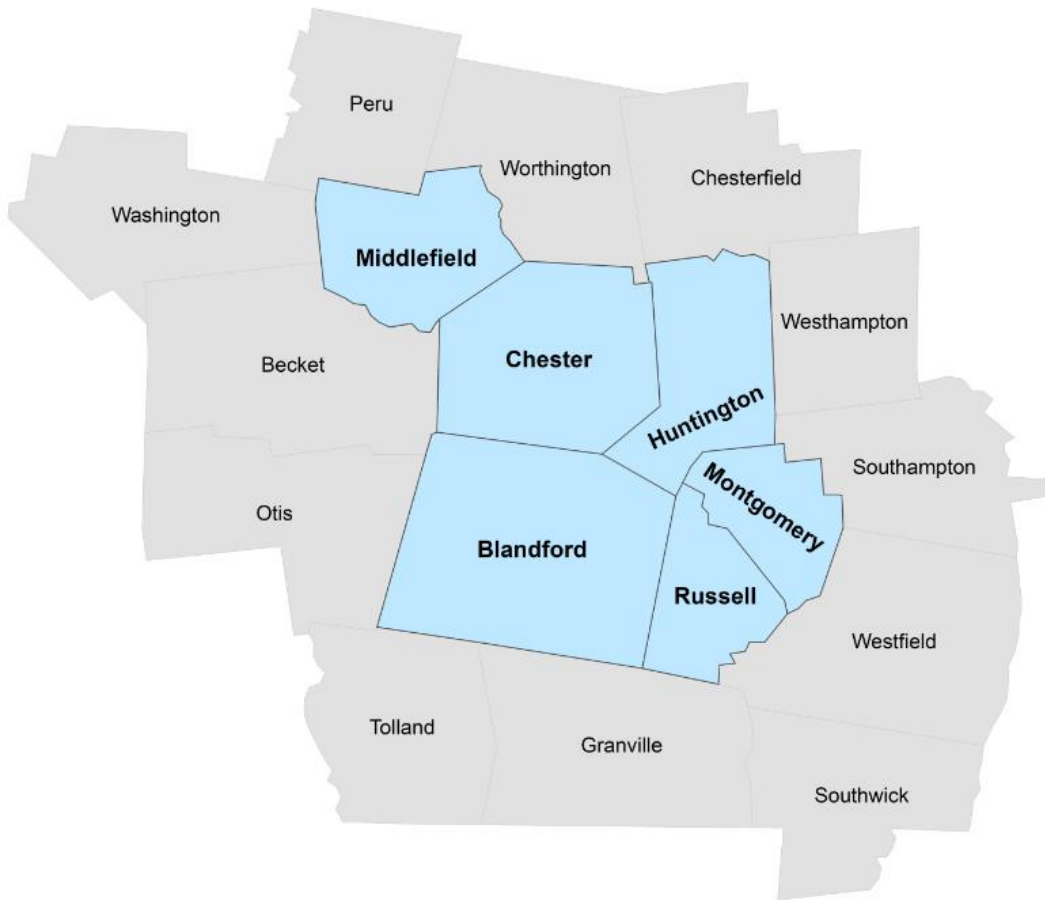 Peru
Worthington
Chesterfield
Washington
Middlefield
Westhampton
Becket
Chester
Huntington
Southampton
Montgomery
Otis
Blandford
Russell
Westfield
Tolland
Granville
Southwick